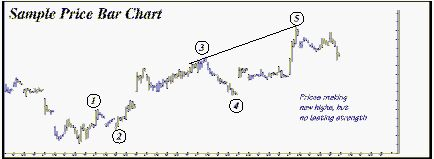 Sample Price Bar Chart
5
3
1
4
2
Prices making
new highs, but
no lasting strength